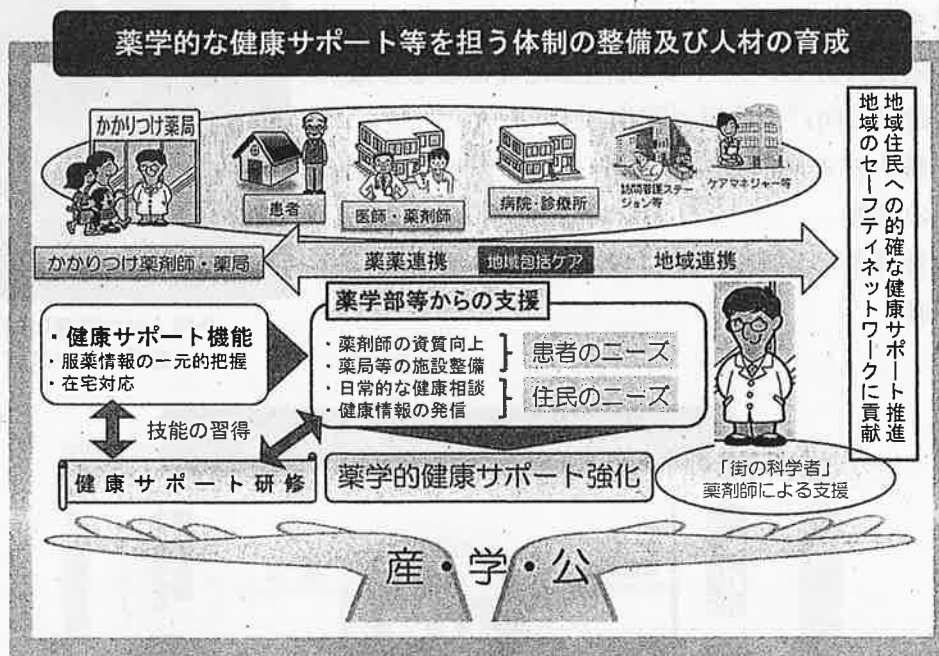 薬学的な健康サポート等を担う体制の整備及び人材の育成
かかりつけ薬局
患者
医師・薬剤師
病院・診療所
訪問看護ステー
ション等
ケアマネジャー等
地域住民への的確な健康サポート推進
地域のセーフティネットワークに貢献
かかりつけ薬剤師・薬局
薬薬連携
地域包括ケア
地域連携
薬学部等からの支援
・健康サポート機能
・服薬情報の一元的把握
・在宅対応
・薬剤師の資質向上
・薬局等の施設整備
患者のニーズ
・日常的な健康相談
・健康情報の発信
住民のニーズ
技能の習得
健康サポート研修
薬学的健康サポート強化
「街の科学者」
薬剤師による支援
産・学・公